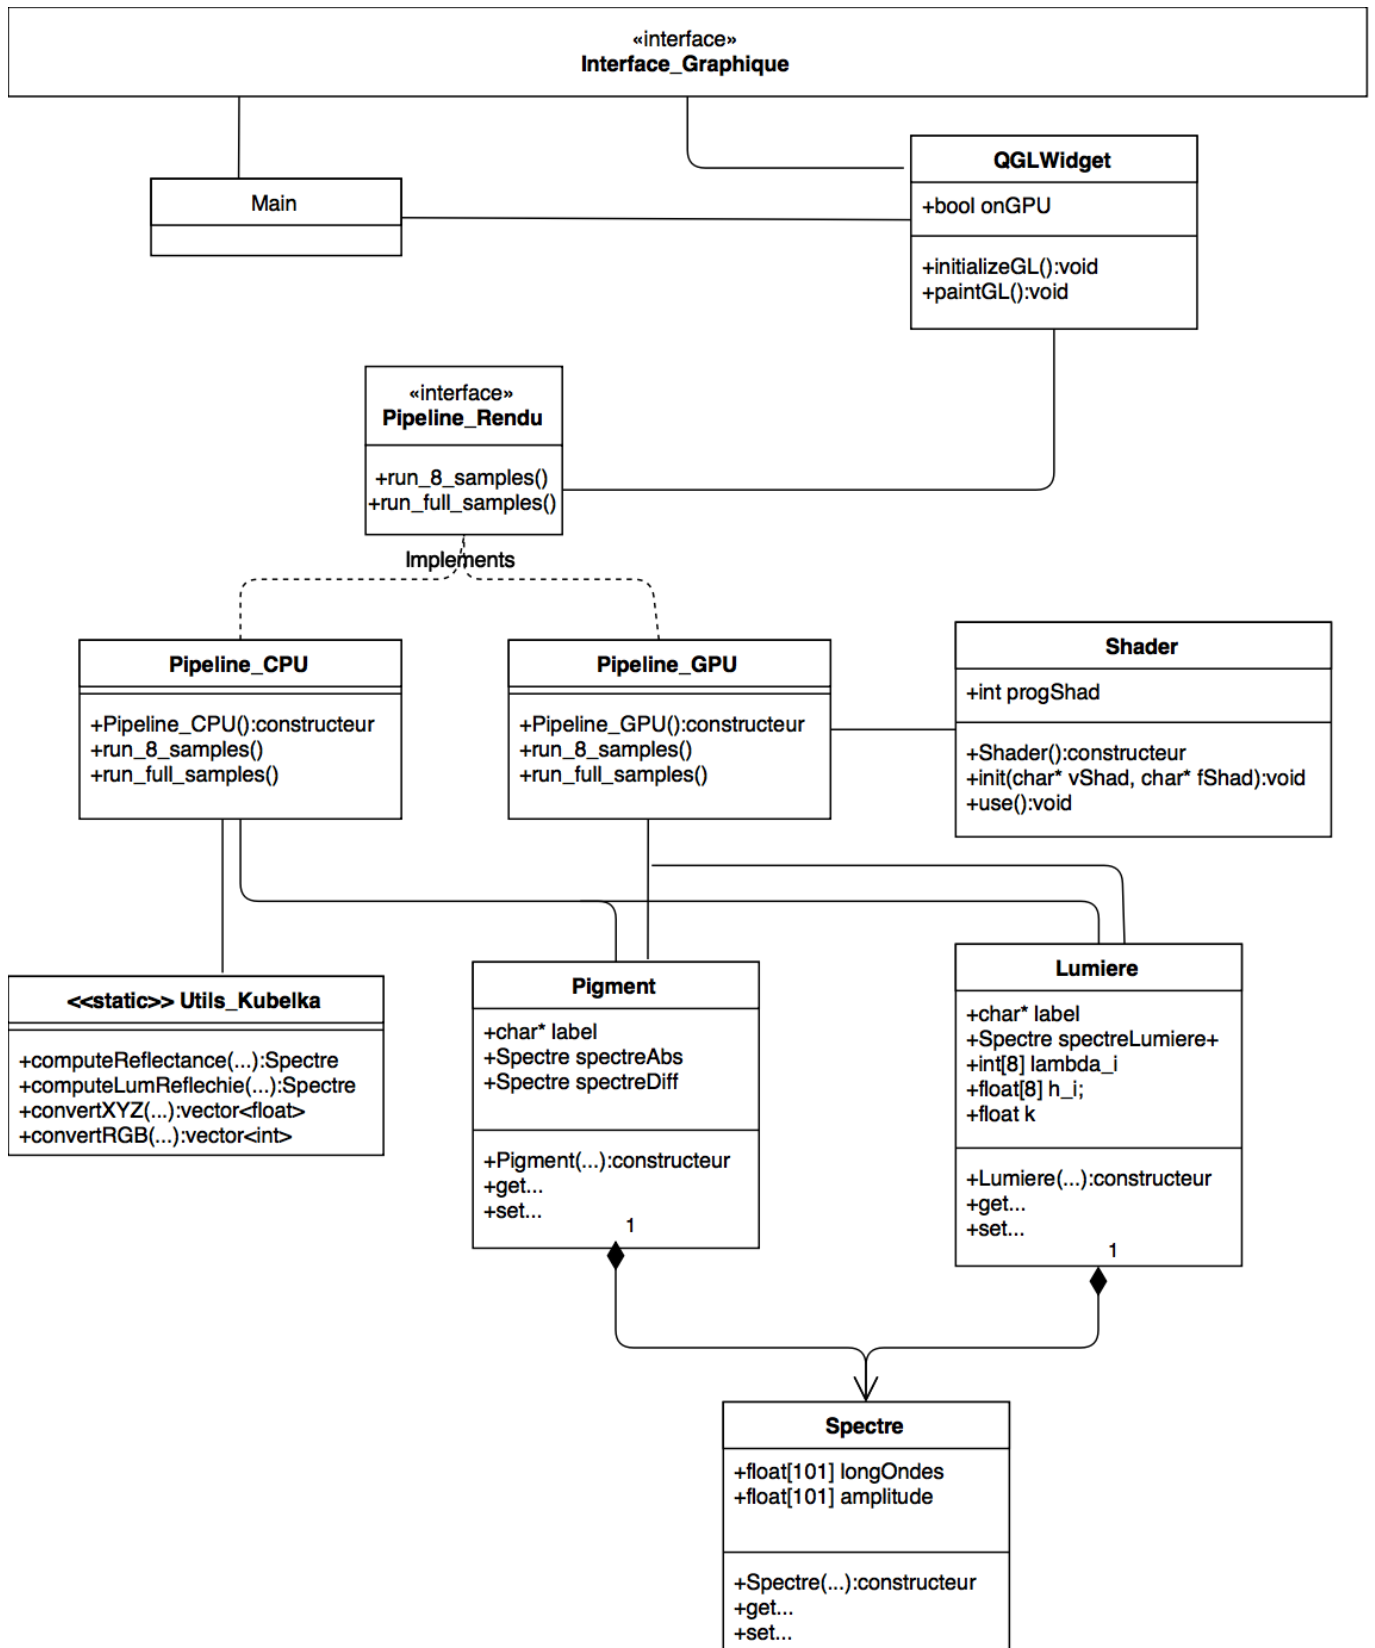 «interface»
Interface_Graphique
Main
QGLWidget
+bool onGPU
+initializeGL():void
+paintGL():void
«interface»
Pipeline_Rendu
+run_8_samples()
+run_full_samples()
Implements
Pipeline_CPU
+Pipeline_CPU():constructeur
+run_8_samples()
+run_full_samples()
Pipeline_GPU
+Pipeline_GPU():constructeur
+run_8_samples()
+run_full_samples()
Shader
+int progShad
+Shader():constructeur
+init(char* vShad, char* fShad):void
+use():void
<<static>> Utils_Kubelka
+computeReflectance(...):Spectre
+computeLumReflechie(...):Spectre
+convertXYZ(...):vector<float>
+convertRGB(...):vector<int>
Pigment
+char* label
+Spectre spectreAbs
+Spectre spectreDiff
+Pigment(...):constructeur
+get...
+set...
1
Lumiere
+char* label
+Spectre spectreLumiere+
+int[8] lambda_i
+float[8] h_i;
+float k
+Lumiere(...):constructeur
+get...
+set...
1
Spectre
+float[101] longOndes
+float[101] amplitude
+Spectre(...):constructeur
+get...
+set...